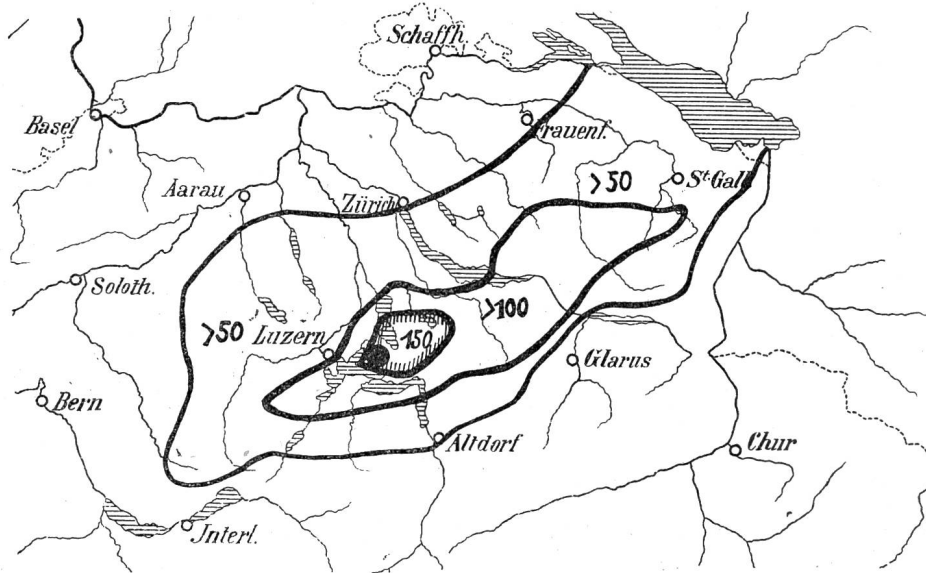 Schaffh.
Basel
Frauenf.
Aarau
Zürich
>50
St. Gall.
Soloth.
>50
Luzern
150
>100
Glarus
Bern
Altdorf
Chur
Interl.